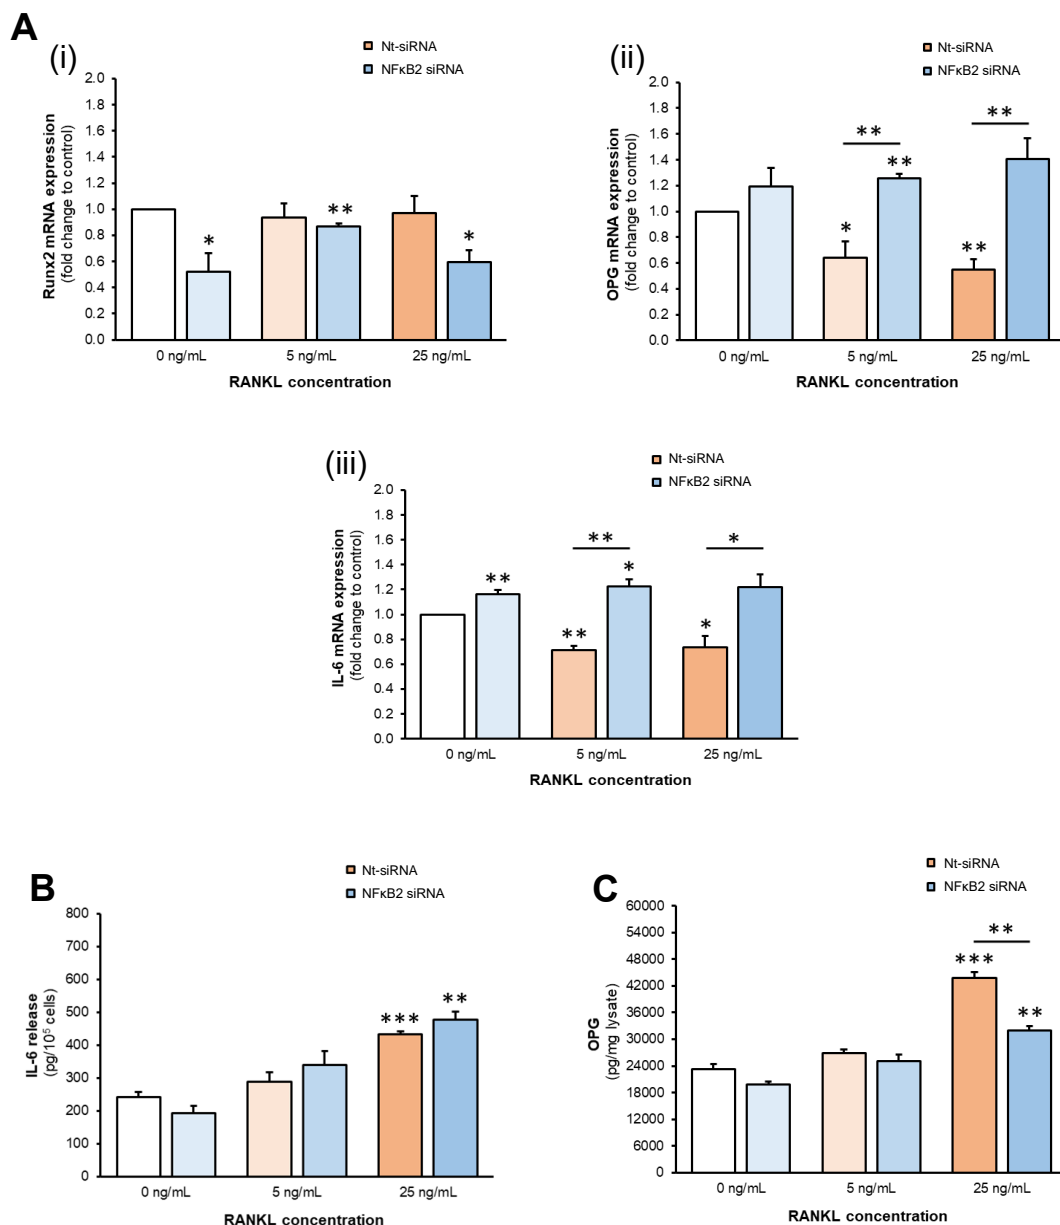 A
(i)
Nt-siRNA
NFκB2 siRNA
Runx2 mRNA expression
(fold change to control)
2.0
1.8
1.6
1.4
1.2
1.0
0.8
0.6
0.4
0.2
0.0
*
**
*
0 ng/mL 5 ng/mL 25 ng/mL
RANKL concentration
(ii)
Nt-siRNA
NFκB2 siRNA
OPG mRNA expression
(fold change to control)
2.0
1.8
1.6
1.4
1.2
1.0
0.8
0.6
0.4
0.2
0.0
**
**
**
*
**
0 ng/mL 5 ng/mL 25 ng/mL
RANKL concentration
(iii)
Nt-siRNA
NFκB2 siRNA
IL-6 mRNA expression
(fold change to control)
2.0
1.8
1.6
1.4
1.2
1.0
0.8
0.6
0.4
0.2
0.0
** *
** *
** *
0 ng/mL 5 ng/mL 25 ng/mL
RANKL concentration
B
Nt-siRNA
NFκB2 siRNA
IL-6 release
(pg/10⁵ cells)
800
700
600
500
400
300
200
100
0
*** **
0 ng/mL 5 ng/mL 25 ng/mL
RANKL concentration
C
Nt-siRNA
NFκB2 siRNA
OPG
(pg/mg lysate)
60000
54000
48000
42000
36000
30000
24000
18000
12000
6000
0
**
***
**
0 ng/mL 5 ng/mL 25 ng/mL
RANKL concentration